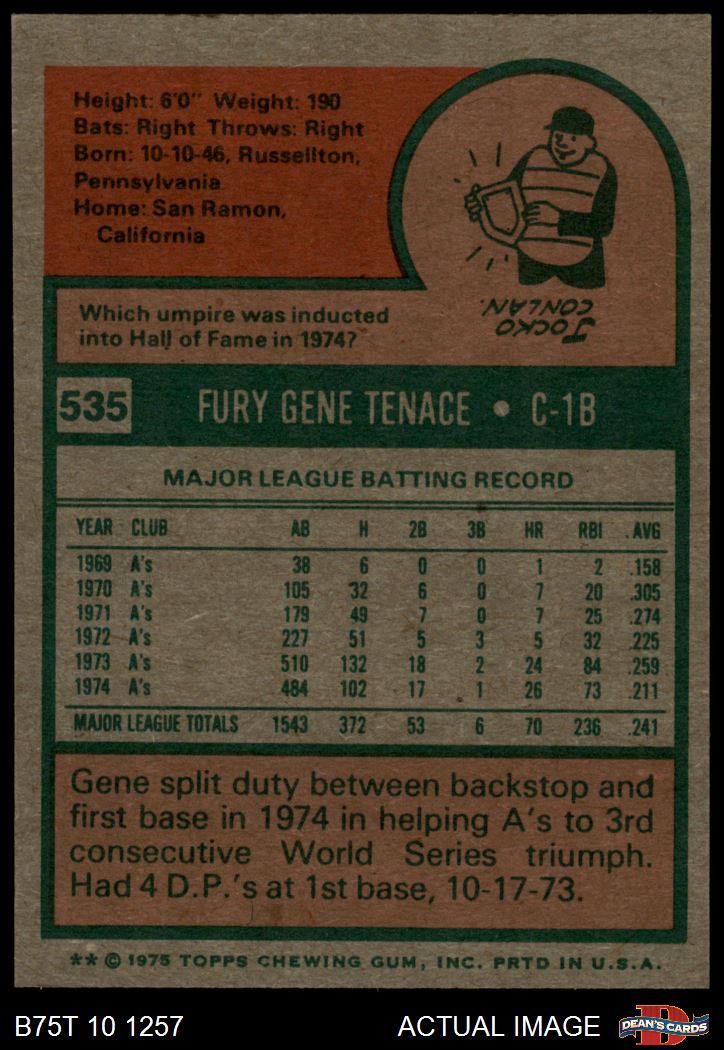 Height: 6'0" Weight: 190
Bats: Right Throws: Right
Born: 10-10-46, Russellton,
Pennsylvania
Home: San Ramon,
California
JOCKO
CONLAN.
Which umpire was inducted
into Hall of Fame in 1974?
535 FURY GENE TENACE • C-1B
MAJOR LEAGUE BATTING RECORD
YEAR CLUB AB H 2B 3B HR RBI AVG
1969 A's 38 6 0 0 1 2 .158
1970 A's 105 32 6 0 7 20 .305
1971 A's 179 49 7 0 7 25 .274
1972 A's 227 51 5 3 5 32 .225
1973 A's 510 132 18 2 24 84 .259
1974 A's 484 102 17 1 26 73 .211
MAJOR LEAGUE TOTALS 1543 372 53 6 70 236 .241
Gene split duty between backstop and
first base in 1974 in helping A's to 3rd
consecutive World Series triumph.
Had 4 D.P.'s at 1st base, 10-17-73.
** © 1975 TOPPS CHEWING GUM, INC. PRTD IN U.S.A.
B75T 10 1257 ACTUAL IMAGE D DEAN'S CARDS